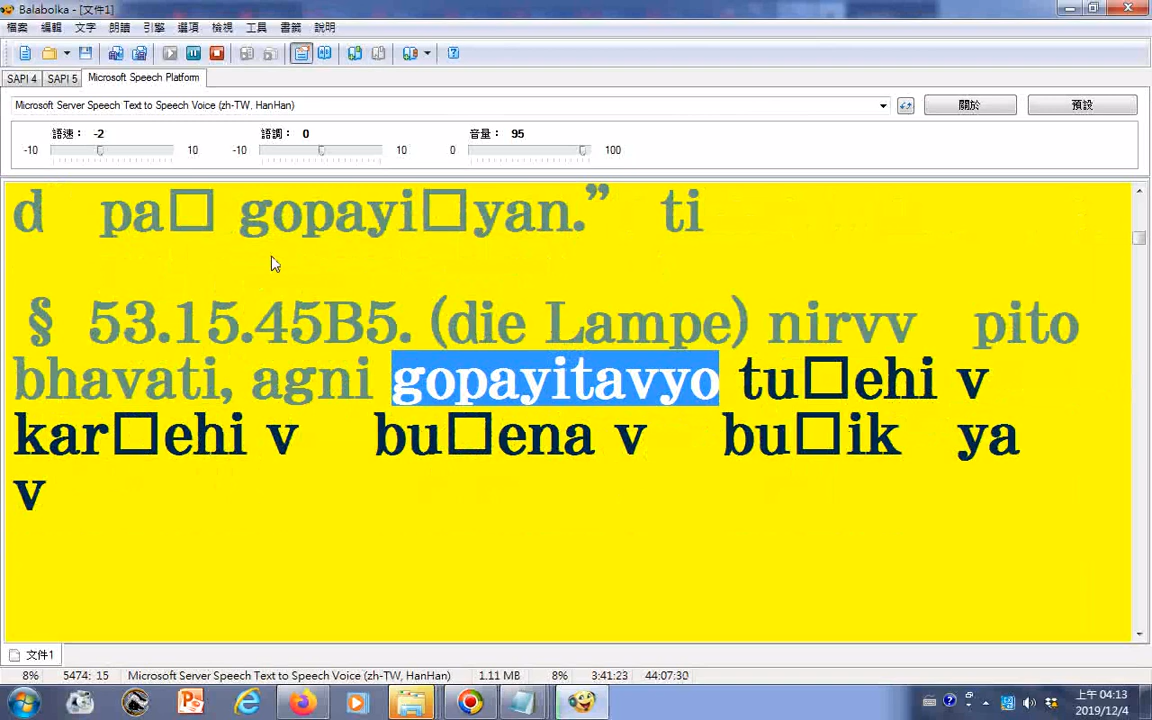 Balabolka - [文件1]
檔案 編輯 文字 朗讀 引擎 選項 檢視 工具 書籤 說明
SAPI 4 SAPI 5 Microsoft Speech Platform
Microsoft Server Speech Text to Speech Voice (zh-TW, HanHan) 關於 預設
語速： -2 語調： 0 音量： 95
-10 10 -10 10 0 100
d pa□ gopayi□yan.” ti
§ 53.15.45B5. (die Lampe) nirvv pito
bhavati, agni gopayitavyo tu□ehi v
kar□ehi v bu□ena v bu□ik ya
v
文件1
8% 5474: 15 Microsoft Server Speech Text to Speech Voice (zh-TW, HanHan) 1.11 MB 8% 3:41:23 44:07:30
上午 04:13
2019/12/4